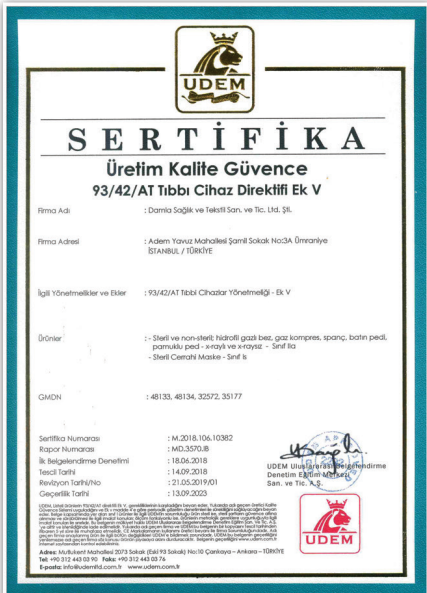 UDEM
SERTİFİKA
Üretim Kalite Güvence
93/42/AT Tıbbı Cihaz Direktifi Ek V
Firma Adı : Damla Sağlık ve Tekstil San. ve Tic. Ltd. Şti.
Firma Adresi : Adem Yavuz Mahallesi Şamil Sokak No:3A Ümraniye
İSTANBUL / TÜRKİYE
İlgili Yönetmelikler ve Ekler : 93/42/AT Tıbbi Cihazlar Yönetmeliği - Ek V
Ürünler : - Steril ve non-steril; hidrofil gazlı bez, gaz kompres, spanç, batın pedi,
pamuklu ped - x-raylı ve x-raysız - Sınıf IIa
- Steril Cerrahi Maske - Sınıf Is
GMDN : 48133, 48134, 32572, 35177
Sertifika Numarası : M.2018.106.10382
Rapor Numarası : MD.3570.IB
İlk Belgelendirme Denetimi : 18.06.2018
Tescil Tarihi : 14.09.2018
Revizyon Tarihi/No : 21.05.2019/01
Geçerlilik Tarihi : 13.09.2023
UDEM Uluslararası Belgelendirme
Denetim Eğitim Merkezi
San. ve Tic. A.Ş.
UDEM
Adres: Mutlukent Mahallesi 2073 Sokak (Eski 93 Sokak) No:10 Çankaya – Ankara – TÜRKİYE
Tel: +90 312 443 03 90 Faks: +90 312 443 03 76
E-posta: info@udemltd.com.tr www.udem.com.tr